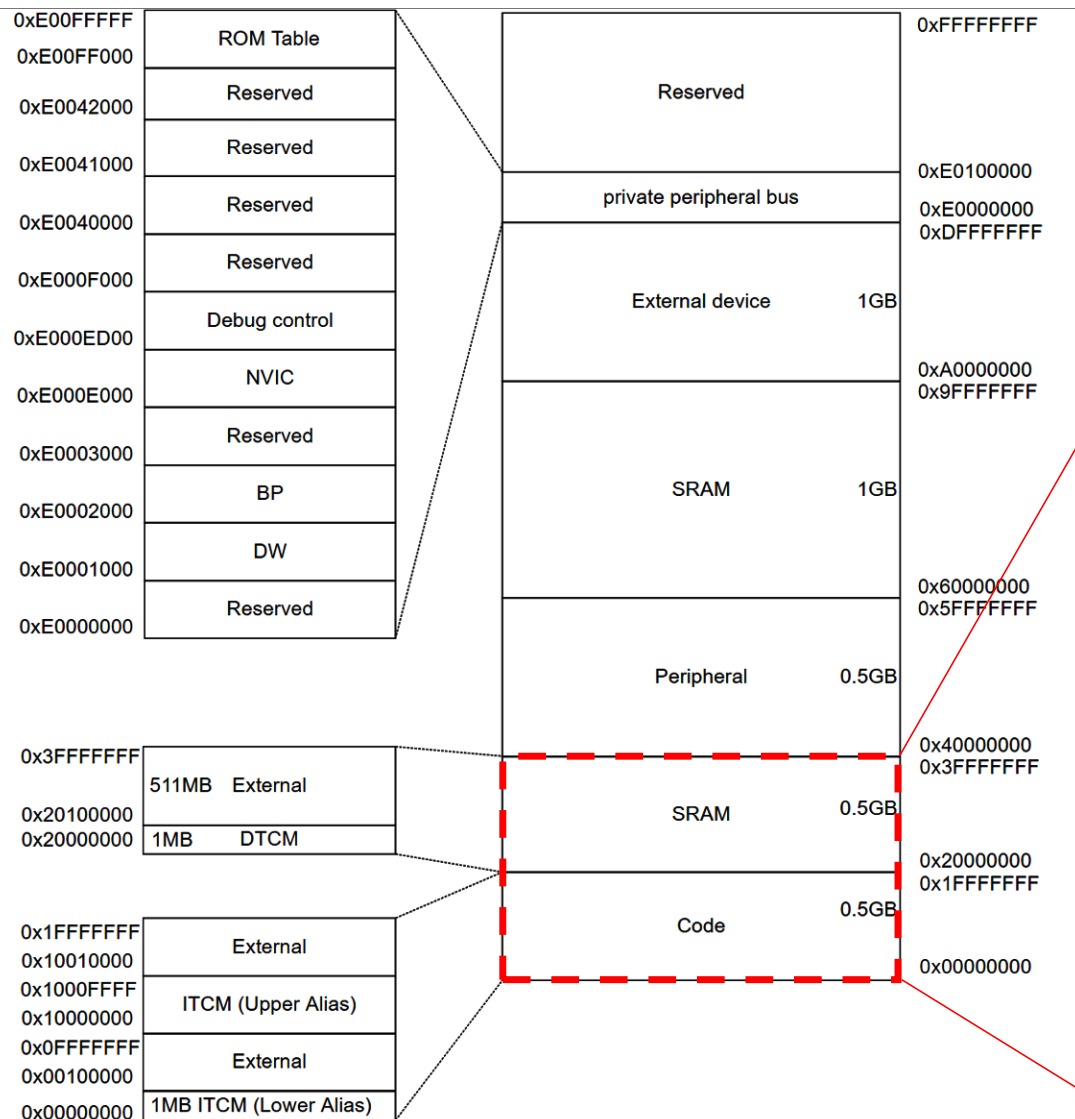 0xE00FFFFF
ROM Table
0xE00FF000
Reserved
0xE0042000
Reserved
0xE0041000
Reserved
0xE0040000
Reserved
0xE000F000
Debug control
0xE000ED00
NVIC
0xE000E000
Reserved
0xE0003000
BP
0xE0002000
DW
0xE0001000
Reserved
0xE0000000
0x3FFFFFFF
511MB External
0x20100000
0x20000000 1MB DTCM
0x1FFFFFFF
External
0x10010000
0x1000FFFF
ITCM (Upper Alias)
0x10000000
0x0FFFFFFF
External
0x00100000
0x00000000 1MB ITCM (Lower Alias)
0xFFFFFFFF
Reserved
0xE0100000
private peripheral bus
0xE0000000
0xDFFFFFFF
External device 1GB
0xA0000000
0x9FFFFFFF
SRAM 1GB
0x60000000
0x5FFFFFFF
Peripheral 0.5GB
0x40000000
0x3FFFFFFF
SRAM 0.5GB
0x20000000
0x1FFFFFFF
Code 0.5GB
0x00000000